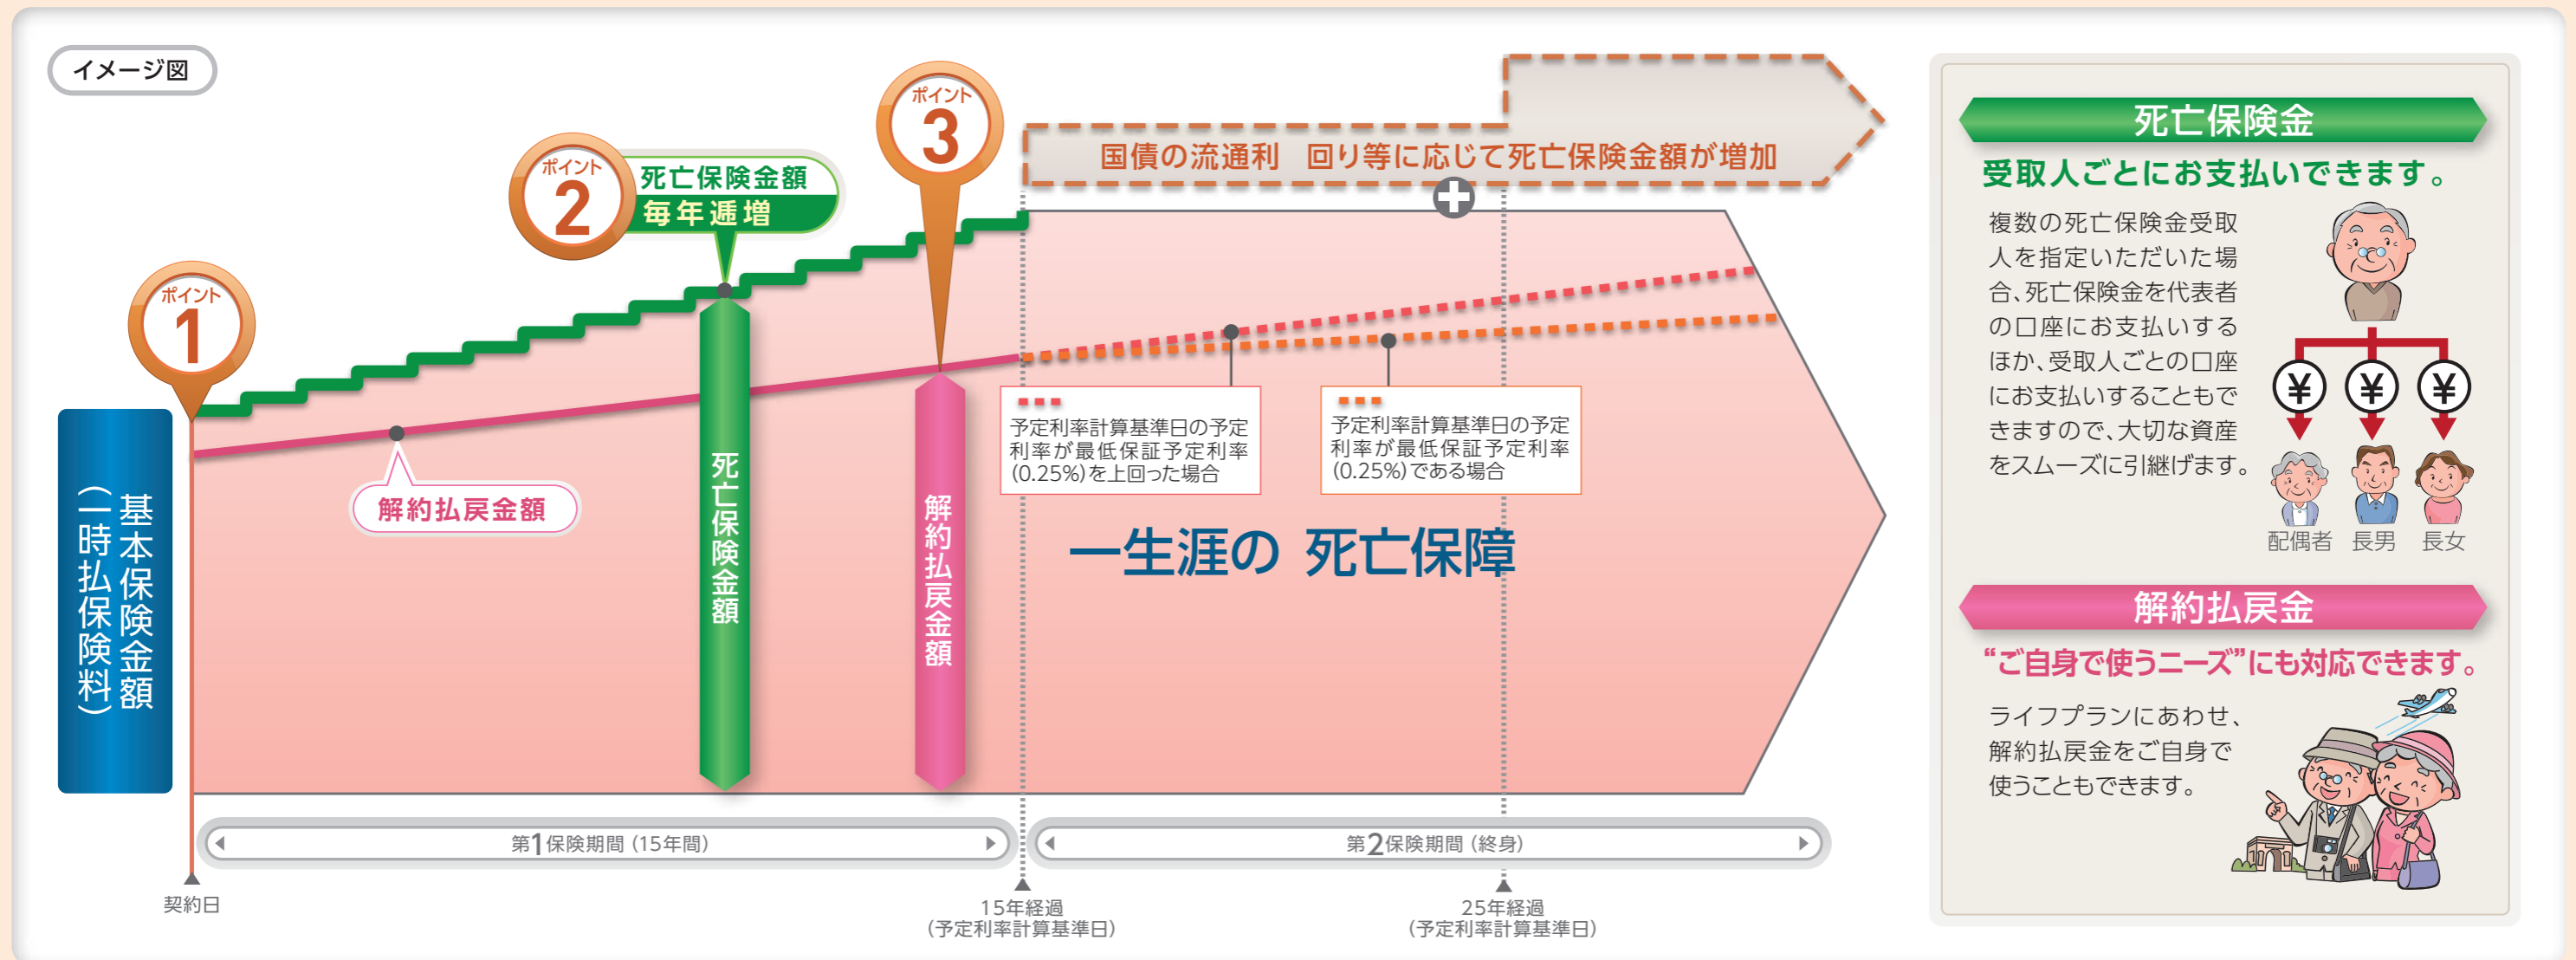 イメージ図
ポイント
1
ポイント
2
死亡保険金額
毎年逓増
ポイント
3
国債の流通利 回り等に応じて死亡保険金額が増加
基本保険金額
(一時払保険料)
解約払戻金額
死亡保険金額
解約払戻金額
予定利率計算基準日の予定
利率が最低保証予定利率
(0.25%)を上回った場合
予定利率計算基準日の予定
利率が最低保証予定利率
(0.25%)である場合
一生涯の 死亡保障
第1保険期間(15年間)
第2保険期間(終身)
契約日
15年経過
(予定利率計算基準日)
25年経過
(予定利率計算基準日)
死亡保険金
受取人ごとにお支払いできます。
複数の死亡保険金受取
人を指定いただいた場
合、死亡保険金を代表者
の口座にお支払いする
ほか、受取人ごとの口座
にお支払いすることもで
きますので、大切な資産
をスムーズに引継げます。
¥ ¥ ¥
配偶者 長男 長女
解約払戻金
“ご自身で使うニーズ”にも対応できます。
ライフプランにあわせ、
解約払戻金をご自身で
使うこともできます。